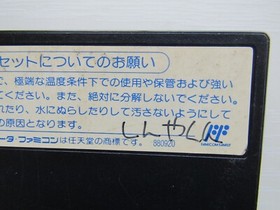 セットについてのお願い
で、極端な温度条件下での使用や保管および強い
さい。また、絶対に分解しないでください。
れたり、水にぬらしたりして汚さないようにして
の原因となります。
しんやくん
ータ・ファミコンは任天堂の商標です。 880920